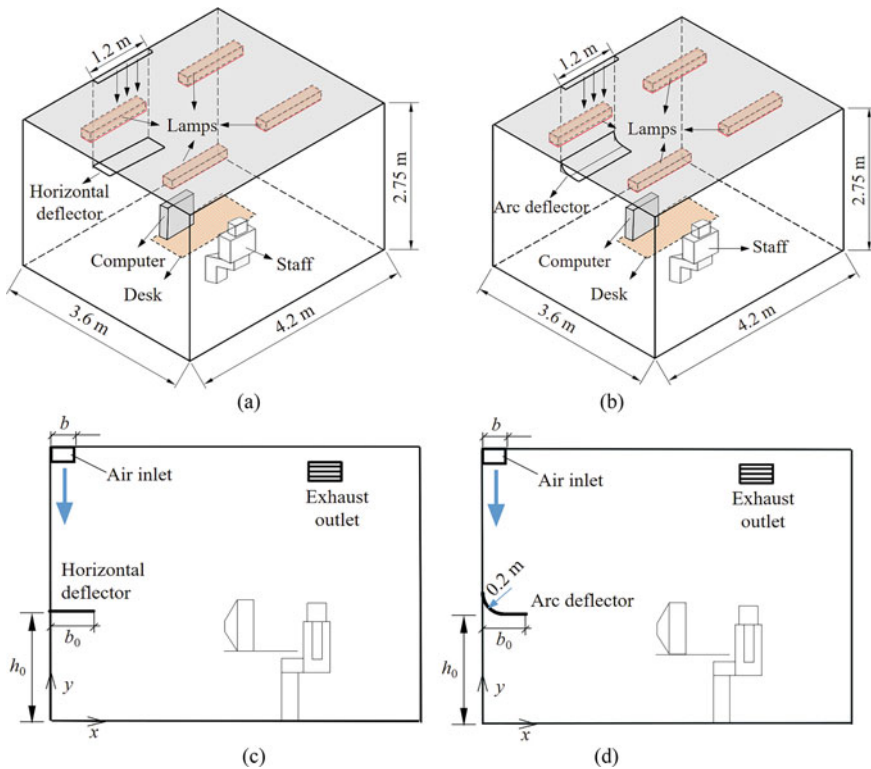 1.2 m
Lamps
Horizontal
deflector
Computer
Desk
Staff
2.75 m
3.6 m
4.2 m
(a)
1.2 m
Lamps
Arc deflector
Computer
Desk
Staff
2.75 m
3.6 m
4.2 m
(b)
b
Air inlet
Exhaust
outlet
Horizontal
deflector
b₀
h₀
y
x
(c)
b
Air inlet
Exhaust
outlet
0.2 m
Arc deflector
b₀
h₀
y
x
(d)